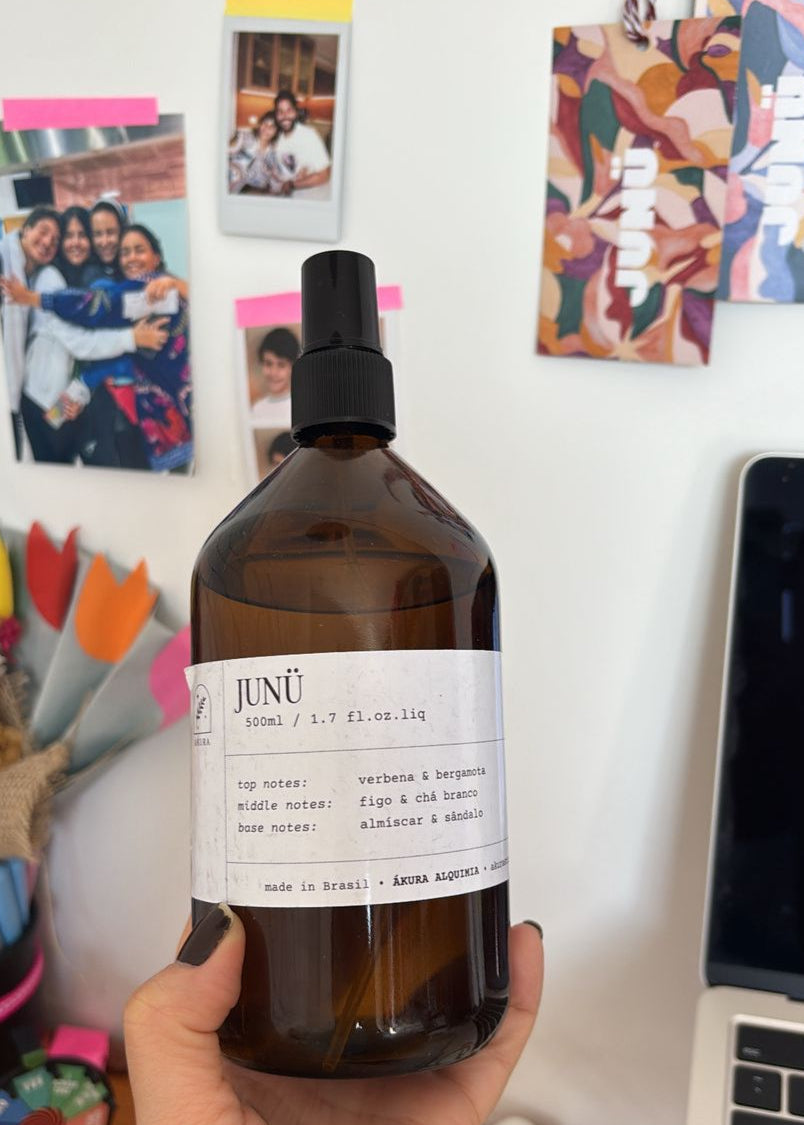 JUNÜ
JUNÜ
JUNÜ
500ml / 1.7 fl.oz.liq
top notes: verbena & bergamota
middle notes: figo & chá branco
base notes: almíscar & sândalo
made in Brasil • ÁKURA ALQUIMIA •